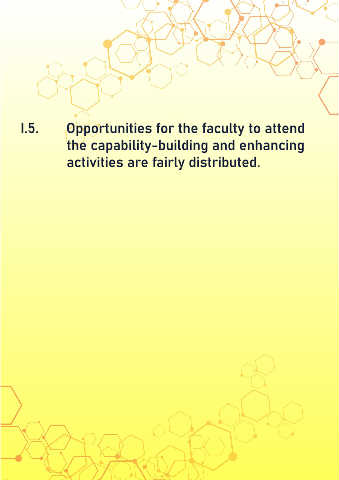 I.5. Opportunities for the faculty to attend
the capability-building and enhancing
activities are fairly distributed.